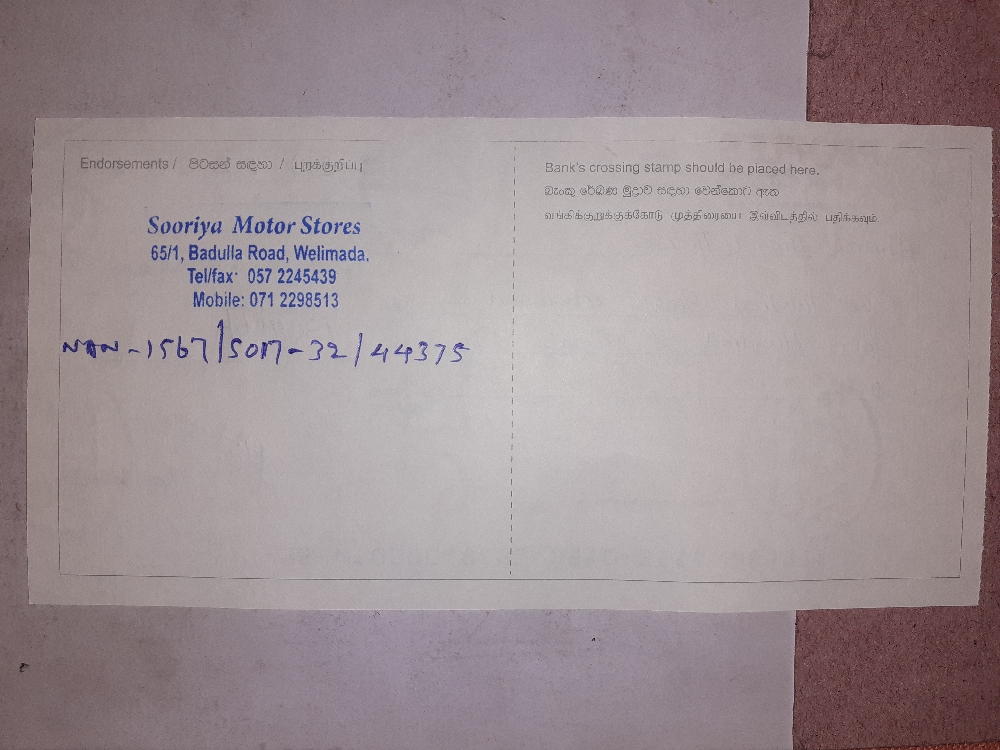 Endorsements / පිටසන් සඳහා / புறக்குறிப்பு
Sooriya Motor Stores
65/1, Badulla Road, Welimada.
Tel/fax: 057 2245439
Mobile: 071 2298513
NAN-1567/SOM-32/44375
Bank's crossing stamp should be placed here.
බැංකු රේඛණ මුද්‍රාව සඳහා වෙන්කොට ඇත
வங்கிக்குறுக்குக்கோடு முத்திரையை இவ்விடத்தில் பதிக்கவும்.